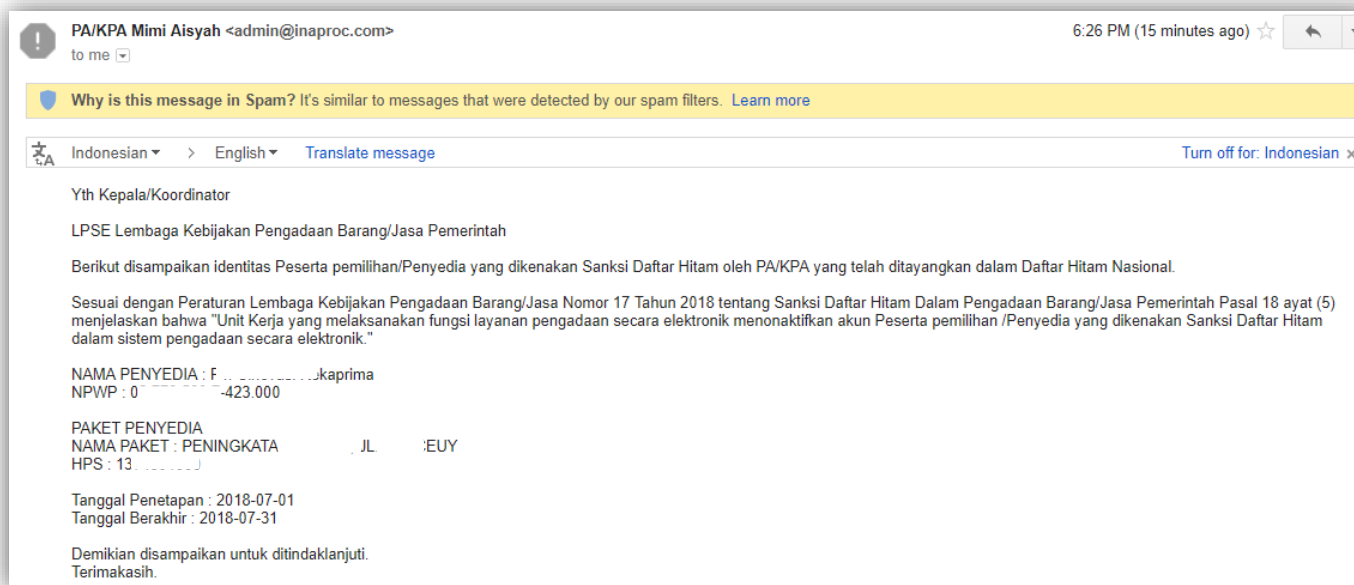 PA/KPA Mimi Aisyah <admin@inaproc.com>
6:26 PM (15 minutes ago)
to me
Why is this message in Spam? It's similar to messages that were detected by our spam filters. Learn more
Indonesian > English Translate message
Turn off for: Indonesian x
Yth Kepala/Koordinator
LPSE Lembaga Kebijakan Pengadaan Barang/Jasa Pemerintah
Berikut disampaikan identitas Peserta pemilihan/Penyedia yang dikenakan Sanksi Daftar Hitam oleh PA/KPA yang telah ditayangkan dalam Daftar Hitam Nasional.
Sesuai dengan Peraturan Lembaga Kebijakan Pengadaan Barang/Jasa Nomor 17 Tahun 2018 tentang Sanksi Daftar Hitam Dalam Pengadaan Barang/Jasa Pemerintah Pasal 18 ayat (5)
menjelaskan bahwa "Unit Kerja yang melaksanakan fungsi layanan pengadaan secara elektronik menonaktifkan akun Peserta pemilihan /Penyedia yang dikenakan Sanksi Daftar Hitam
dalam sistem pengadaan secara elektronik."
NAMA PENYEDIA :
NPWP : 0 -423.000
PAKET PENYEDIA
NAMA PAKET : PENINGKATA JL
HPS : 13
Tanggal Penetapan : 2018-07-01
Tanggal Berakhir : 2018-07-31
Demikian disampaikan untuk ditindaklanjuti.
Terimakasih.